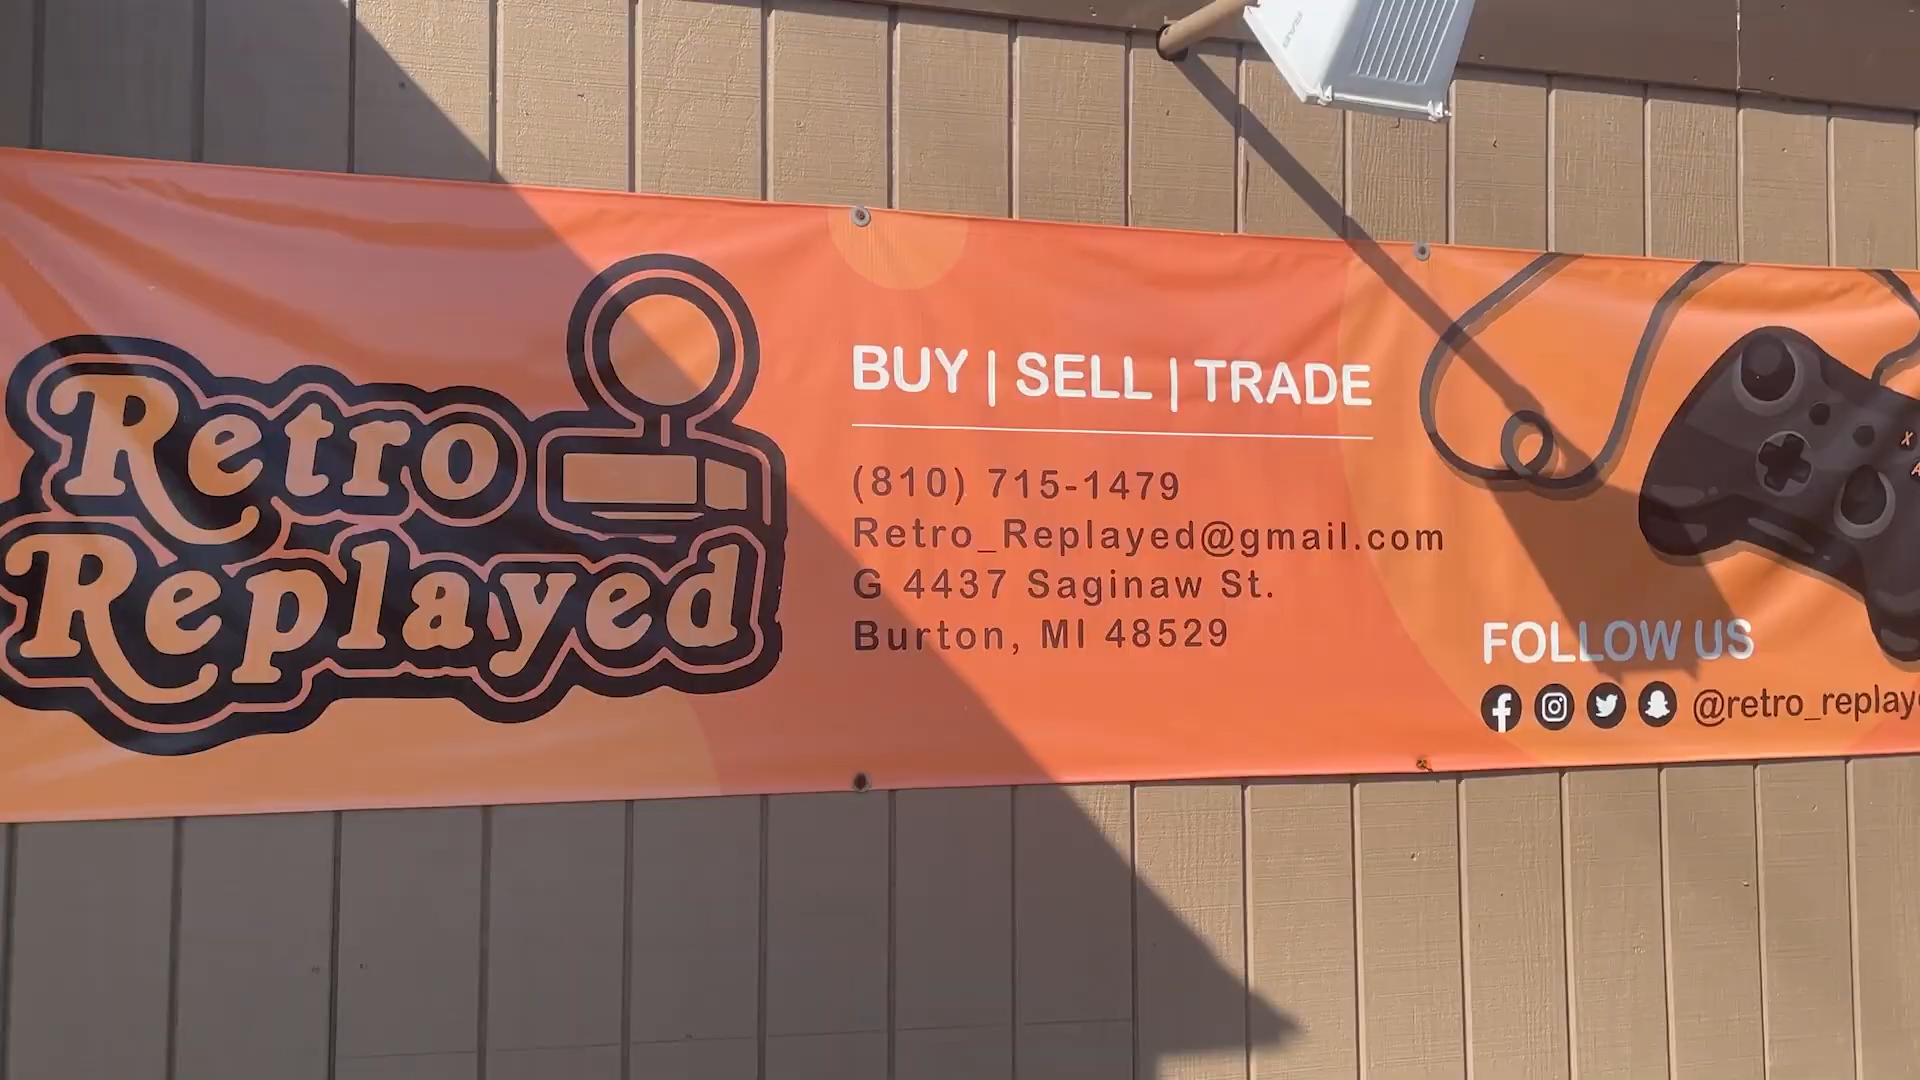 Retro
Replayed
BUY | SELL | TRADE
(810) 715-1479
Retro_Replayed@gmail.com
G 4437 Saginaw St.
Burton, MI 48529
X
FOLLOW US